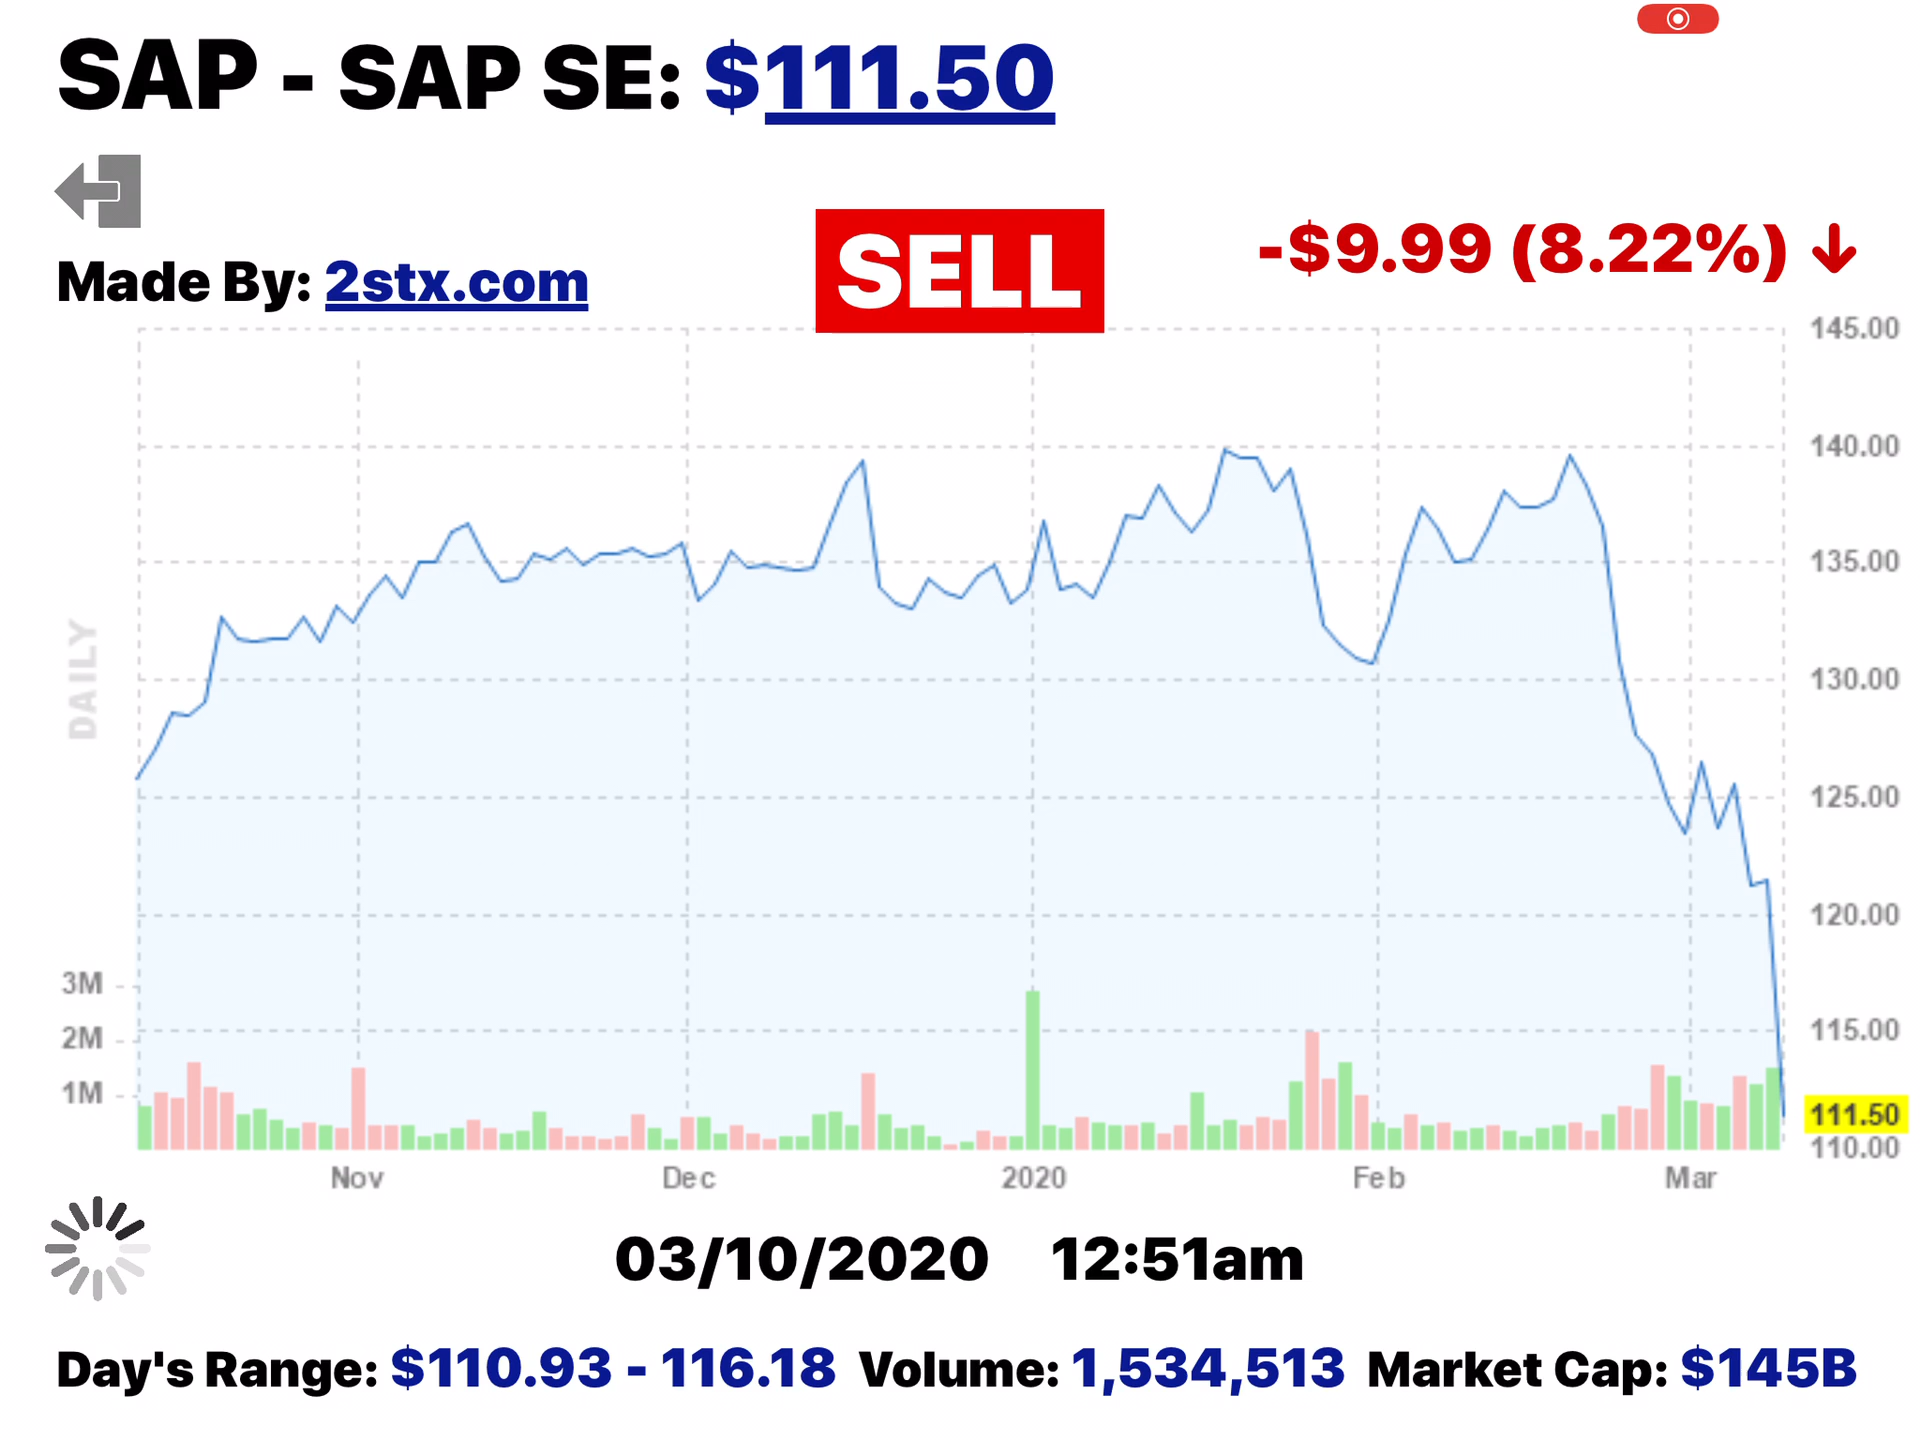 SAP - SAP SE: $111.50
Made By: 2stx.com
SELL
-$9.99 (8.22%) ↓
145.00
140.00
135.00
130.00
125.00
120.00
115.00
111.50
110.00
DAILY
3M
2M
1M
Nov Dec 2020 Feb Mar
03/10/2020 12:51am
Day's Range: $110.93 - 116.18 Volume: 1,534,513 Market Cap: $145B